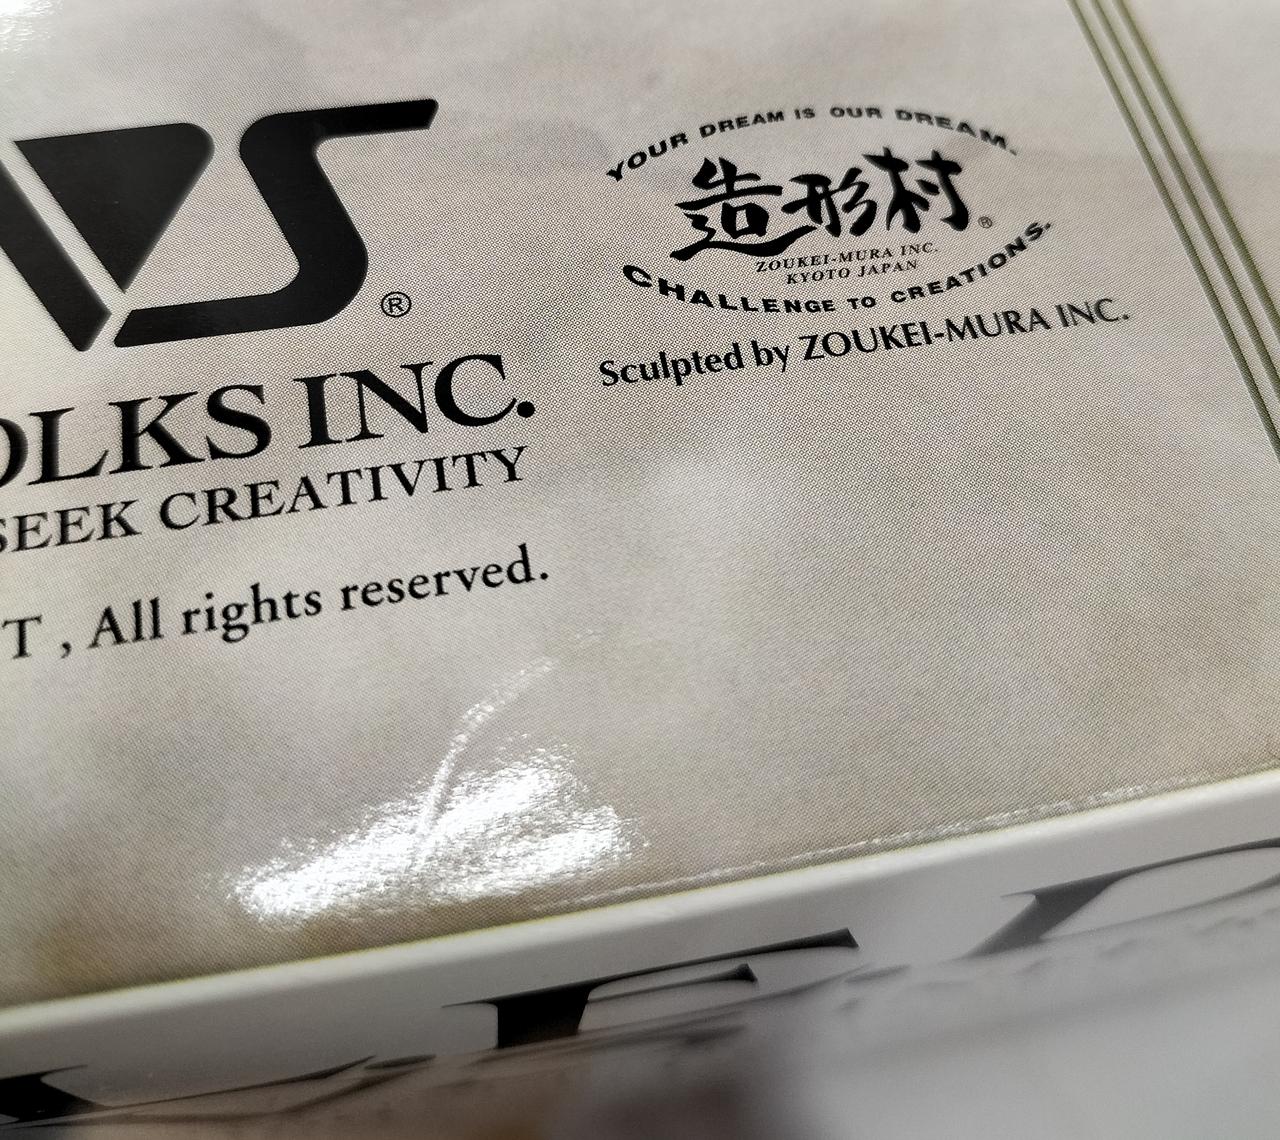 VS®
OLKS INC.
SEEK CREATIVITY
T , All rights reserved.
YOUR DREAM IS OUR DREAM.
造形村®
ZOUKEI-MURA INC.
KYOTO JAPAN
CHALLENGE TO CREATIONS.
Sculpted by ZOUKEI-MURA INC.